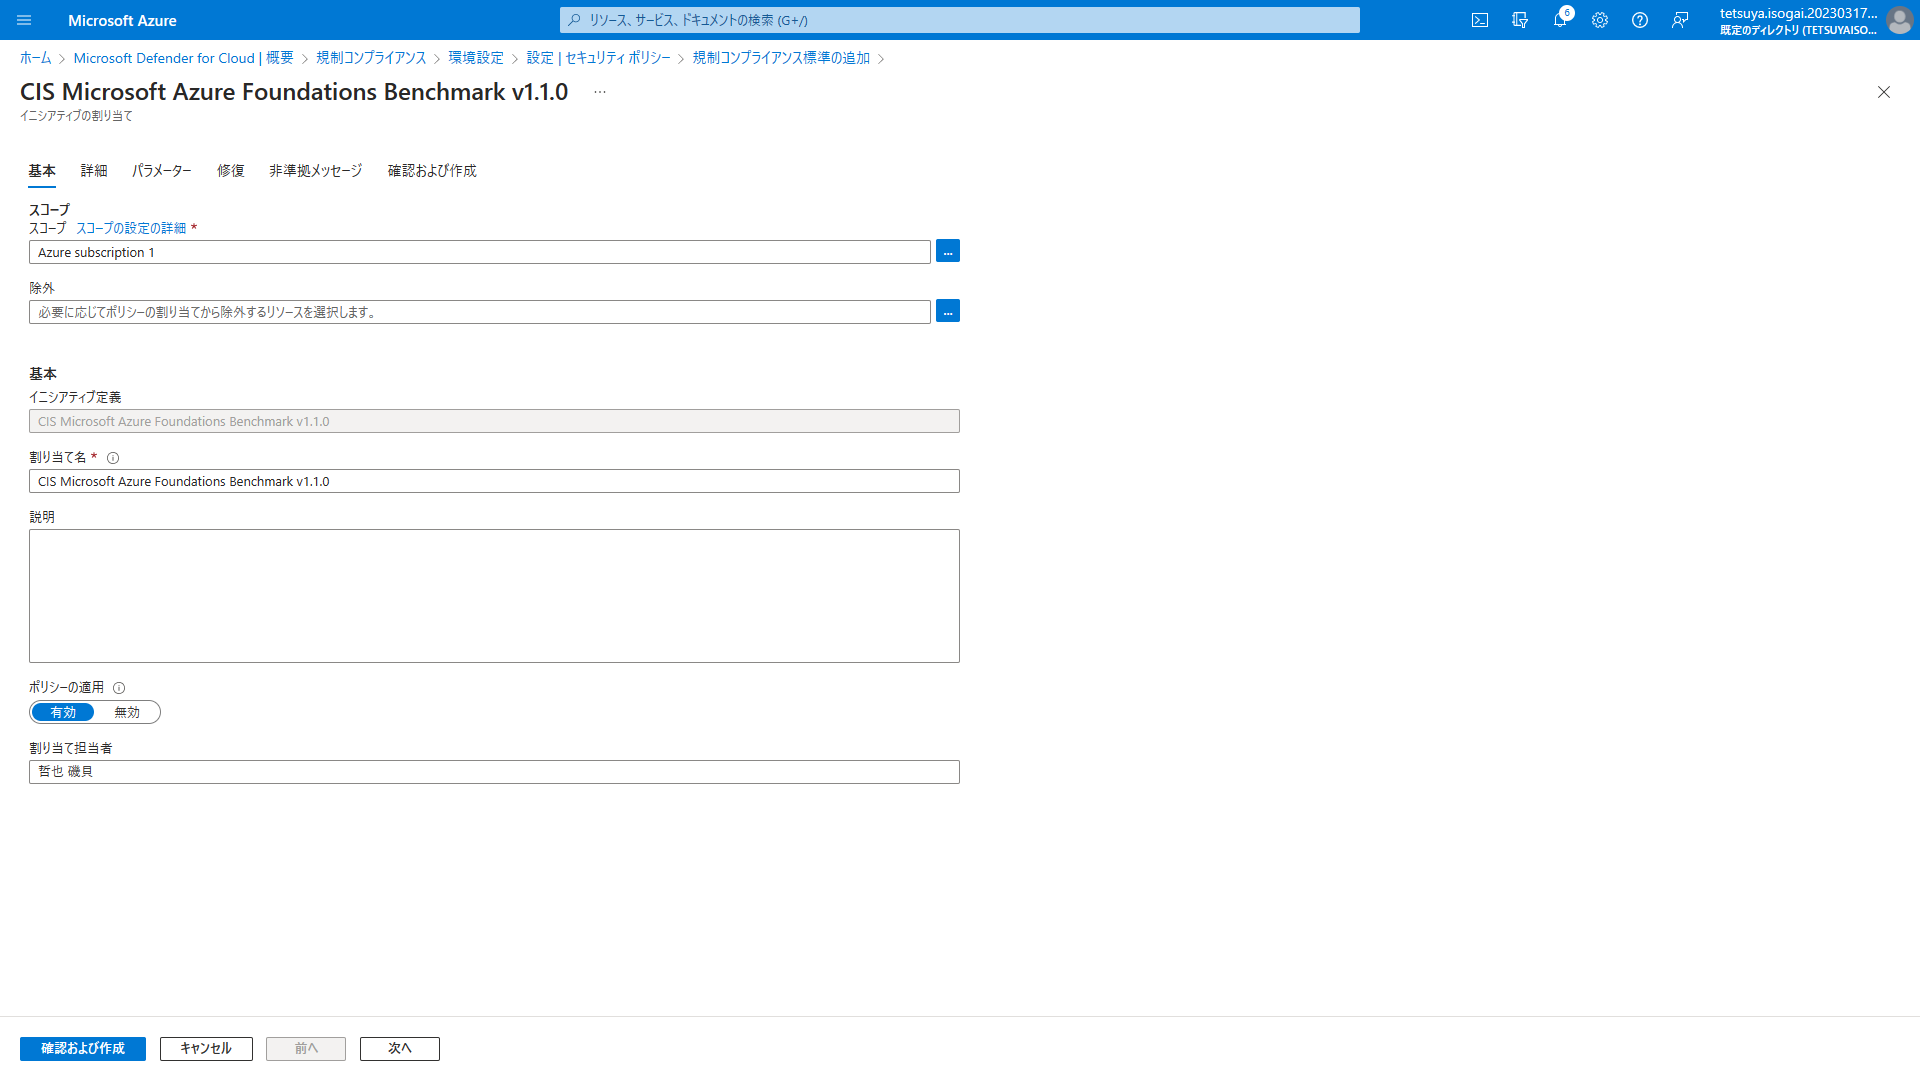 Microsoft Azure
リソース、サービス、ドキュメントの検索 (G+/)
6
tetsuya.isogai.20230317...
既定のディレクトリ (TETSUYAISO...
ホーム > Microsoft Defender for Cloud | 概要 > 規制コンプライアンス > 環境設定 > 設定 | セキュリティ ポリシー > 規制コンプライアンス標準の追加 >
CIS Microsoft Azure Foundations Benchmark v1.1.0 ...
イニシアティブの割り当て
基本 詳細 パラメーター 修復 非準拠メッセージ 確認および作成
スコープ
スコープ スコープの設定の詳細 *
Azure subscription 1 ...
除外
必要に応じてポリシーの割り当てから除外するリソースを選択します。 ...
基本
イニシアティブ定義
CIS Microsoft Azure Foundations Benchmark v1.1.0
割り当て名 *
CIS Microsoft Azure Foundations Benchmark v1.1.0
説明
ポリシーの適用
有効 無効
割り当て担当者
哲也 磯貝
確認および作成 キャンセル 前へ 次へ